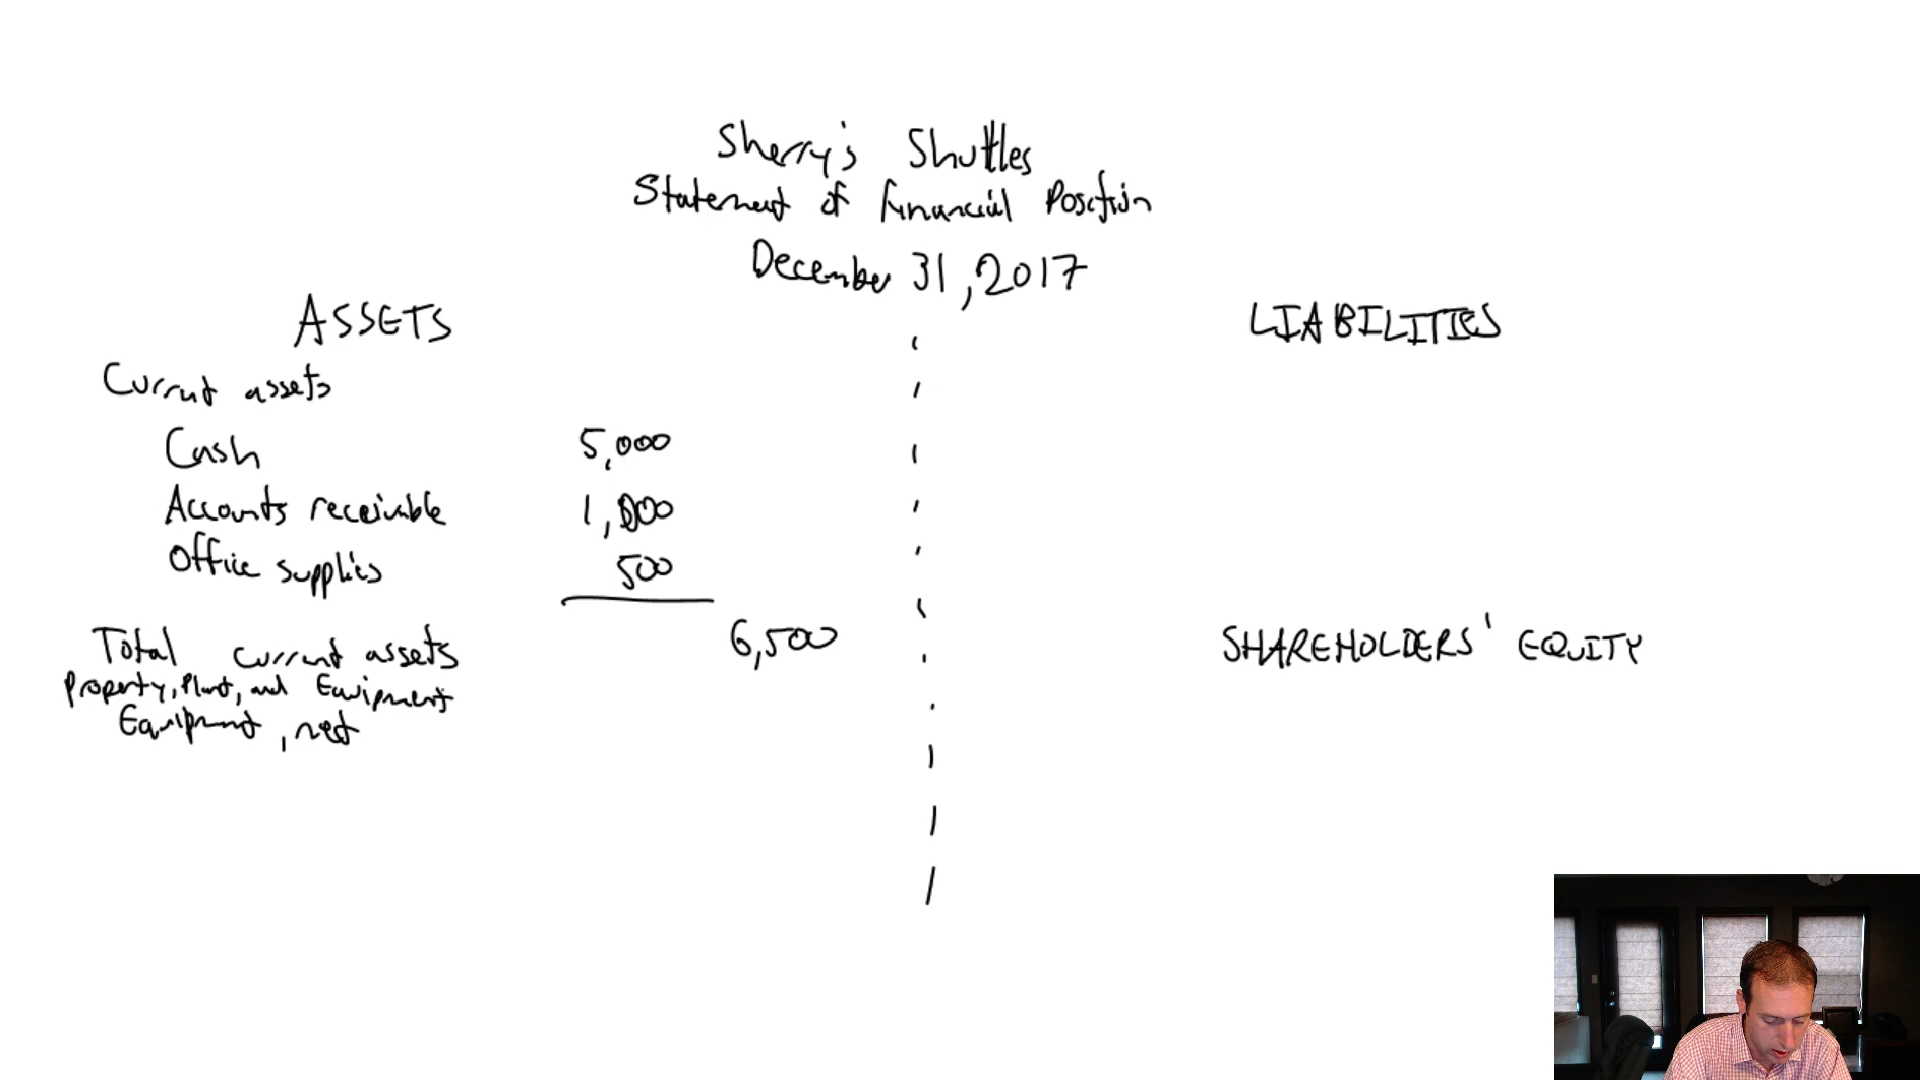 Sherry's Shuttles
Statement of Financial Position
December 31, 2017
ASSETS
Current assets
Cash 5,000
Accounts receivable 1,000
Office supplies 500
Total current assets 6,500
Property, Plant, and Equipment
Equipment, net
LIABILITIES
SHAREHOLDERS' EQUITY